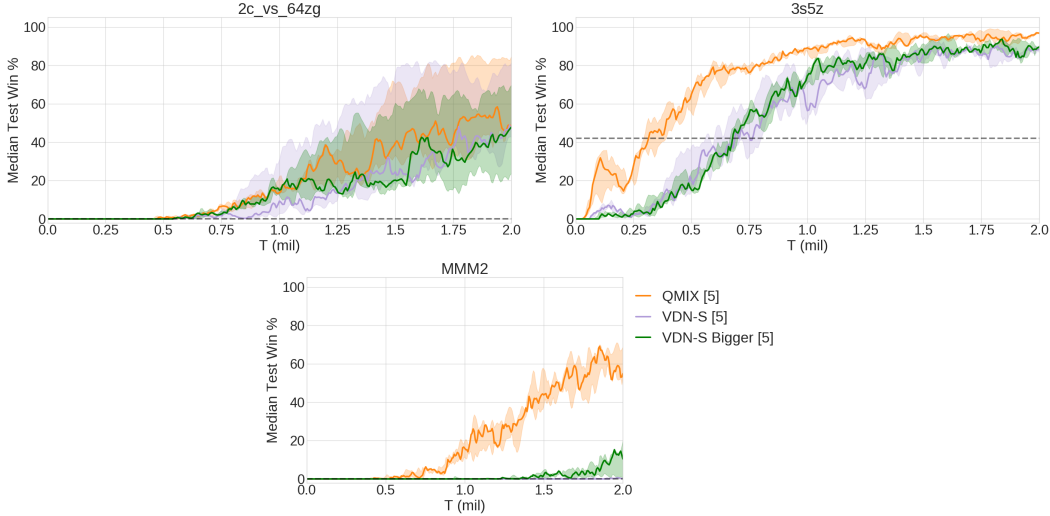 2c_vs_64zg
100
80
60
40
20
0
Median Test Win %
0.0 0.25 0.5 0.75 1.0 1.25 1.5 1.75 2.0
T (mil)
3s5z
100
80
60
40
20
0
Median Test Win %
0.0 0.25 0.5 0.75 1.0 1.25 1.5 1.75 2.0
T (mil)
MMM2
100
80
60
40
20
0
Median Test Win %
0.0 0.5 1.0 1.5 2.0
T (mil)
QMIX [5]
VDN-S [5]
VDN-S Bigger [5]